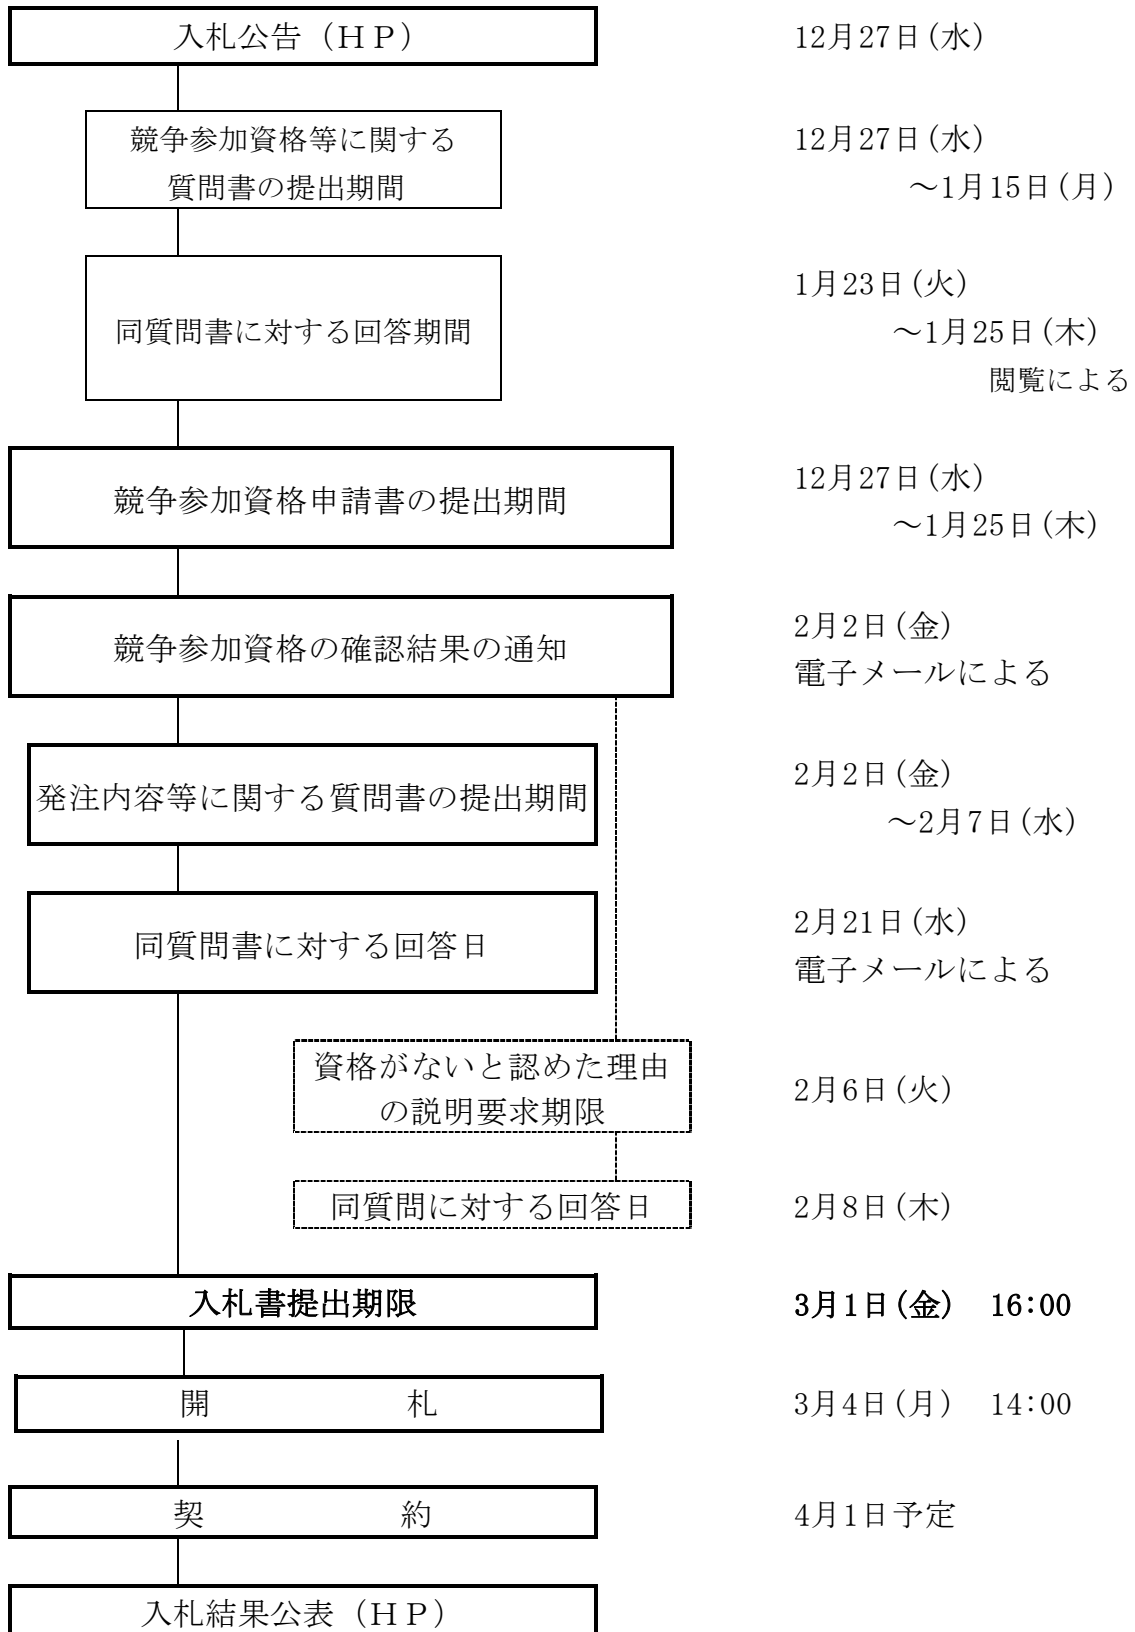 入札公告（ＨＰ）　12月27日(水)
競争参加資格等に関する　12月27日(水)
質問書の提出期間　～1月15日(月)
1月23日(火)
同質問書に対する回答期間　～1月25日(木)
閲覧による
12月27日(水)
競争参加資格申請書の提出期間
～1月25日(木)
2月2日(金)
競争参加資格の確認結果の通知
電子メールによる
2月2日(金)
発注内容等に関する質問書の提出期間
～2月7日(水)
2月21日(水)
同質問書に対する回答日
電子メールによる
資格がないと認めた理由
の説明要求期限
2月6日(火)
同質問に対する回答日　2月8日(木)
入札書提出期限　3月1日(金)　16:00
開　札　3月4日(月)　14:00
契　約　4月1日予定
入札結果公表（ＨＰ）